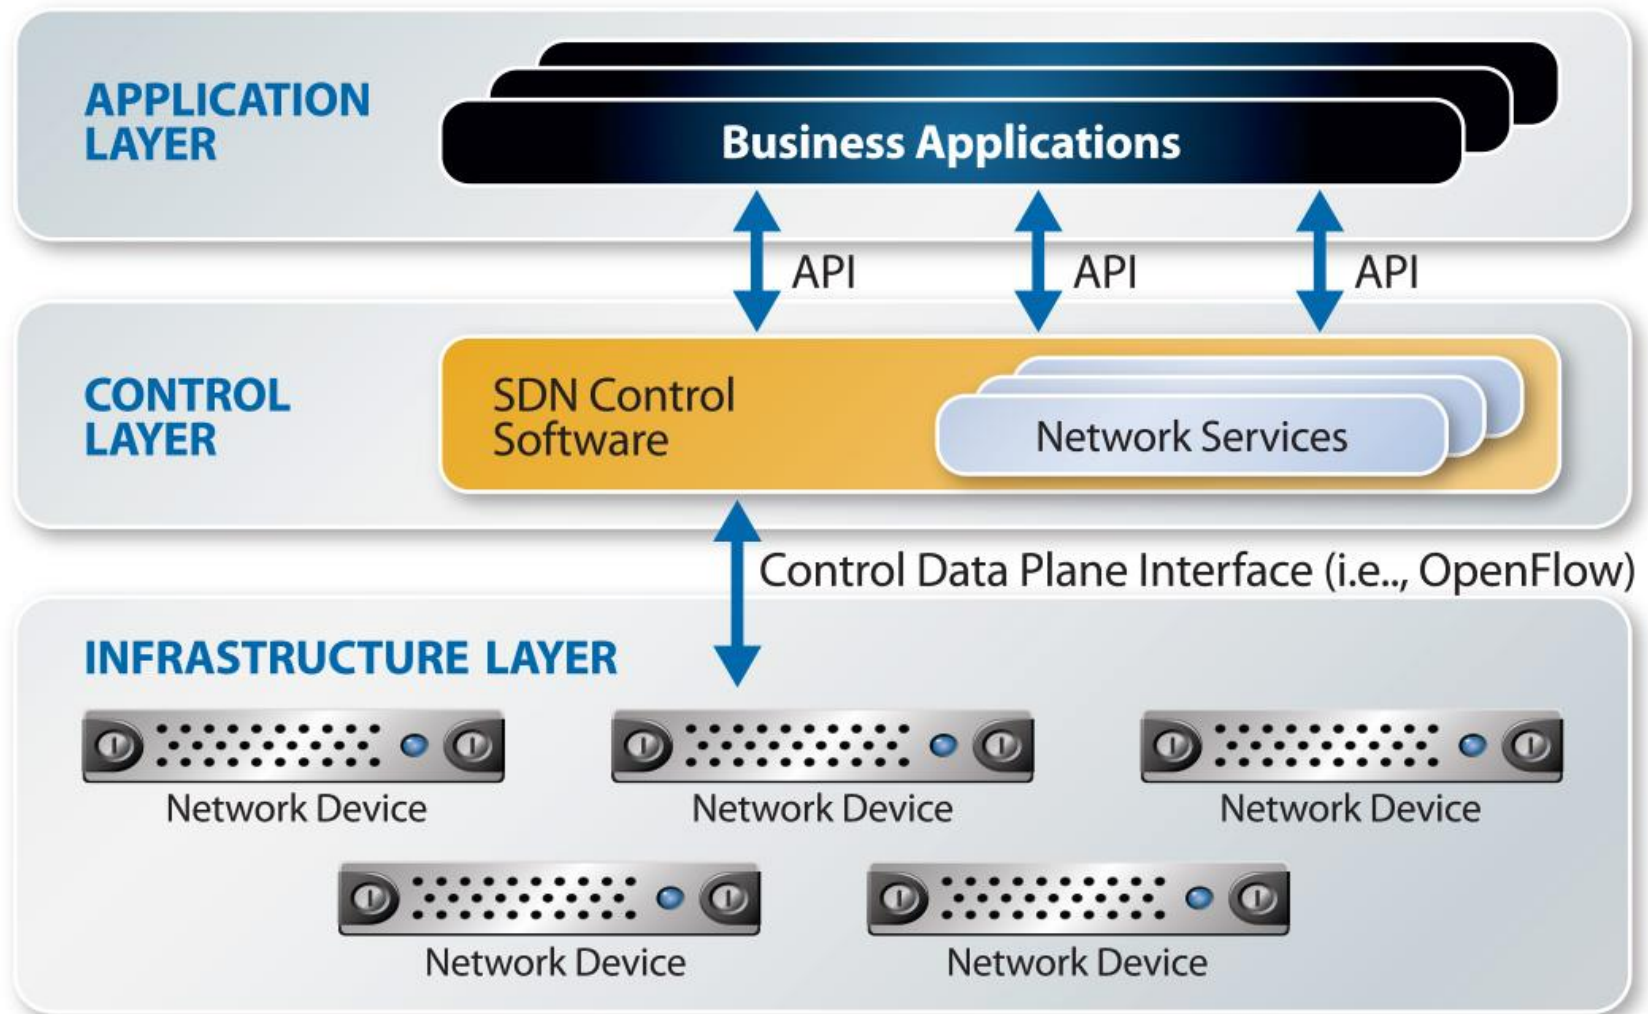 APPLICATION
LAYER
Business Applications
API
API
API
CONTROL
LAYER
SDN Control
Software
Network Services
Control Data Plane Interface (i.e.., OpenFlow)
INFRASTRUCTURE LAYER
Network Device
Network Device
Network Device
Network Device
Network Device